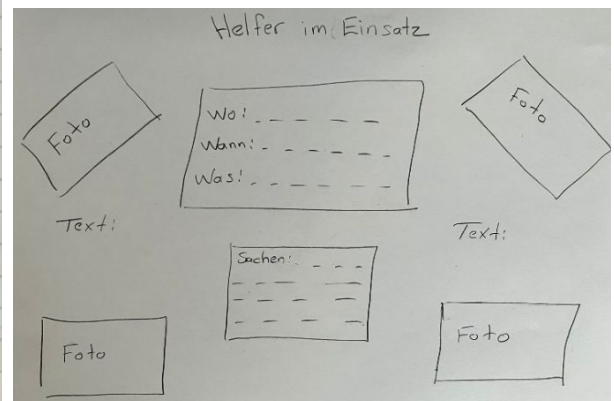 Helfer im Einsatz
Foto
Foto
Wo: _ _ _ _ _
Wann: _ _ _ _ _ _
Was: _ _ _ _ _ _
Text:
Text:
Sachen: _ _ _
Foto
Foto